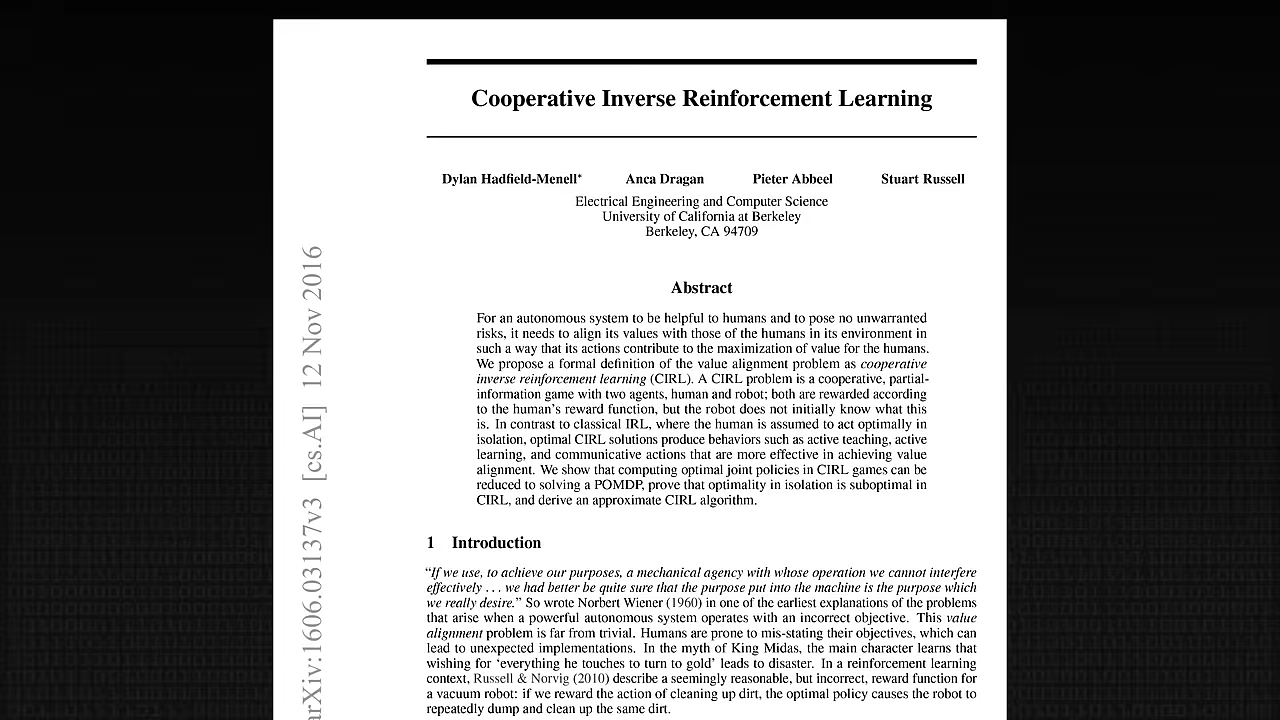 Cooperative Inverse Reinforcement Learning
Dylan Hadfield-Menell* Anca Dragan Pieter Abbeel Stuart Russell
Electrical Engineering and Computer Science
University of California at Berkeley
Berkeley, CA 94709
Abstract
For an autonomous system to be helpful to humans and to pose no unwarranted
risks, it needs to align its values with those of the humans in its environment in
such a way that its actions contribute to the maximization of value for the humans.
We propose a formal definition of the value alignment problem as cooperative
inverse reinforcement learning (CIRL). A CIRL problem is a cooperative, partial-
information game with two agents, human and robot; both are rewarded according
to the human's reward function, but the robot does not initially know what this
is. In contrast to classical IRL, where the human is assumed to act optimally in
isolation, optimal CIRL solutions produce behaviors such as active teaching, active
learning, and communicative actions that are more effective in achieving value
alignment. We show that computing optimal joint policies in CIRL games can be
reduced to solving a POMDP, prove that optimality in isolation is suboptimal in
CIRL, and derive an approximate CIRL algorithm.
1 Introduction
“If we use, to achieve our purposes, a mechanical agency with whose operation we cannot interfere
effectively . . . we had better be quite sure that the purpose put into the machine is the purpose which
we really desire.” So wrote Norbert Wiener (1960) in one of the earliest explanations of the problems
that arise when a powerful autonomous system operates with an incorrect objective. This value
alignment problem is far from trivial. Humans are prone to mis-stating their objectives, which can
lead to unexpected implementations. In the myth of King Midas, the main character learns that
wishing for ‘everything he touches to turn to gold’ leads to disaster. In a reinforcement learning
context, Russell & Norvig (2010) describe a seemingly reasonable, but incorrect, reward function for
a vacuum robot: if we reward the action of cleaning up dirt, the optimal policy causes the robot to
repeatedly dump and clean up the same dirt.
arXiv:1606.03137v3 [cs.AI] 12 Nov 2016